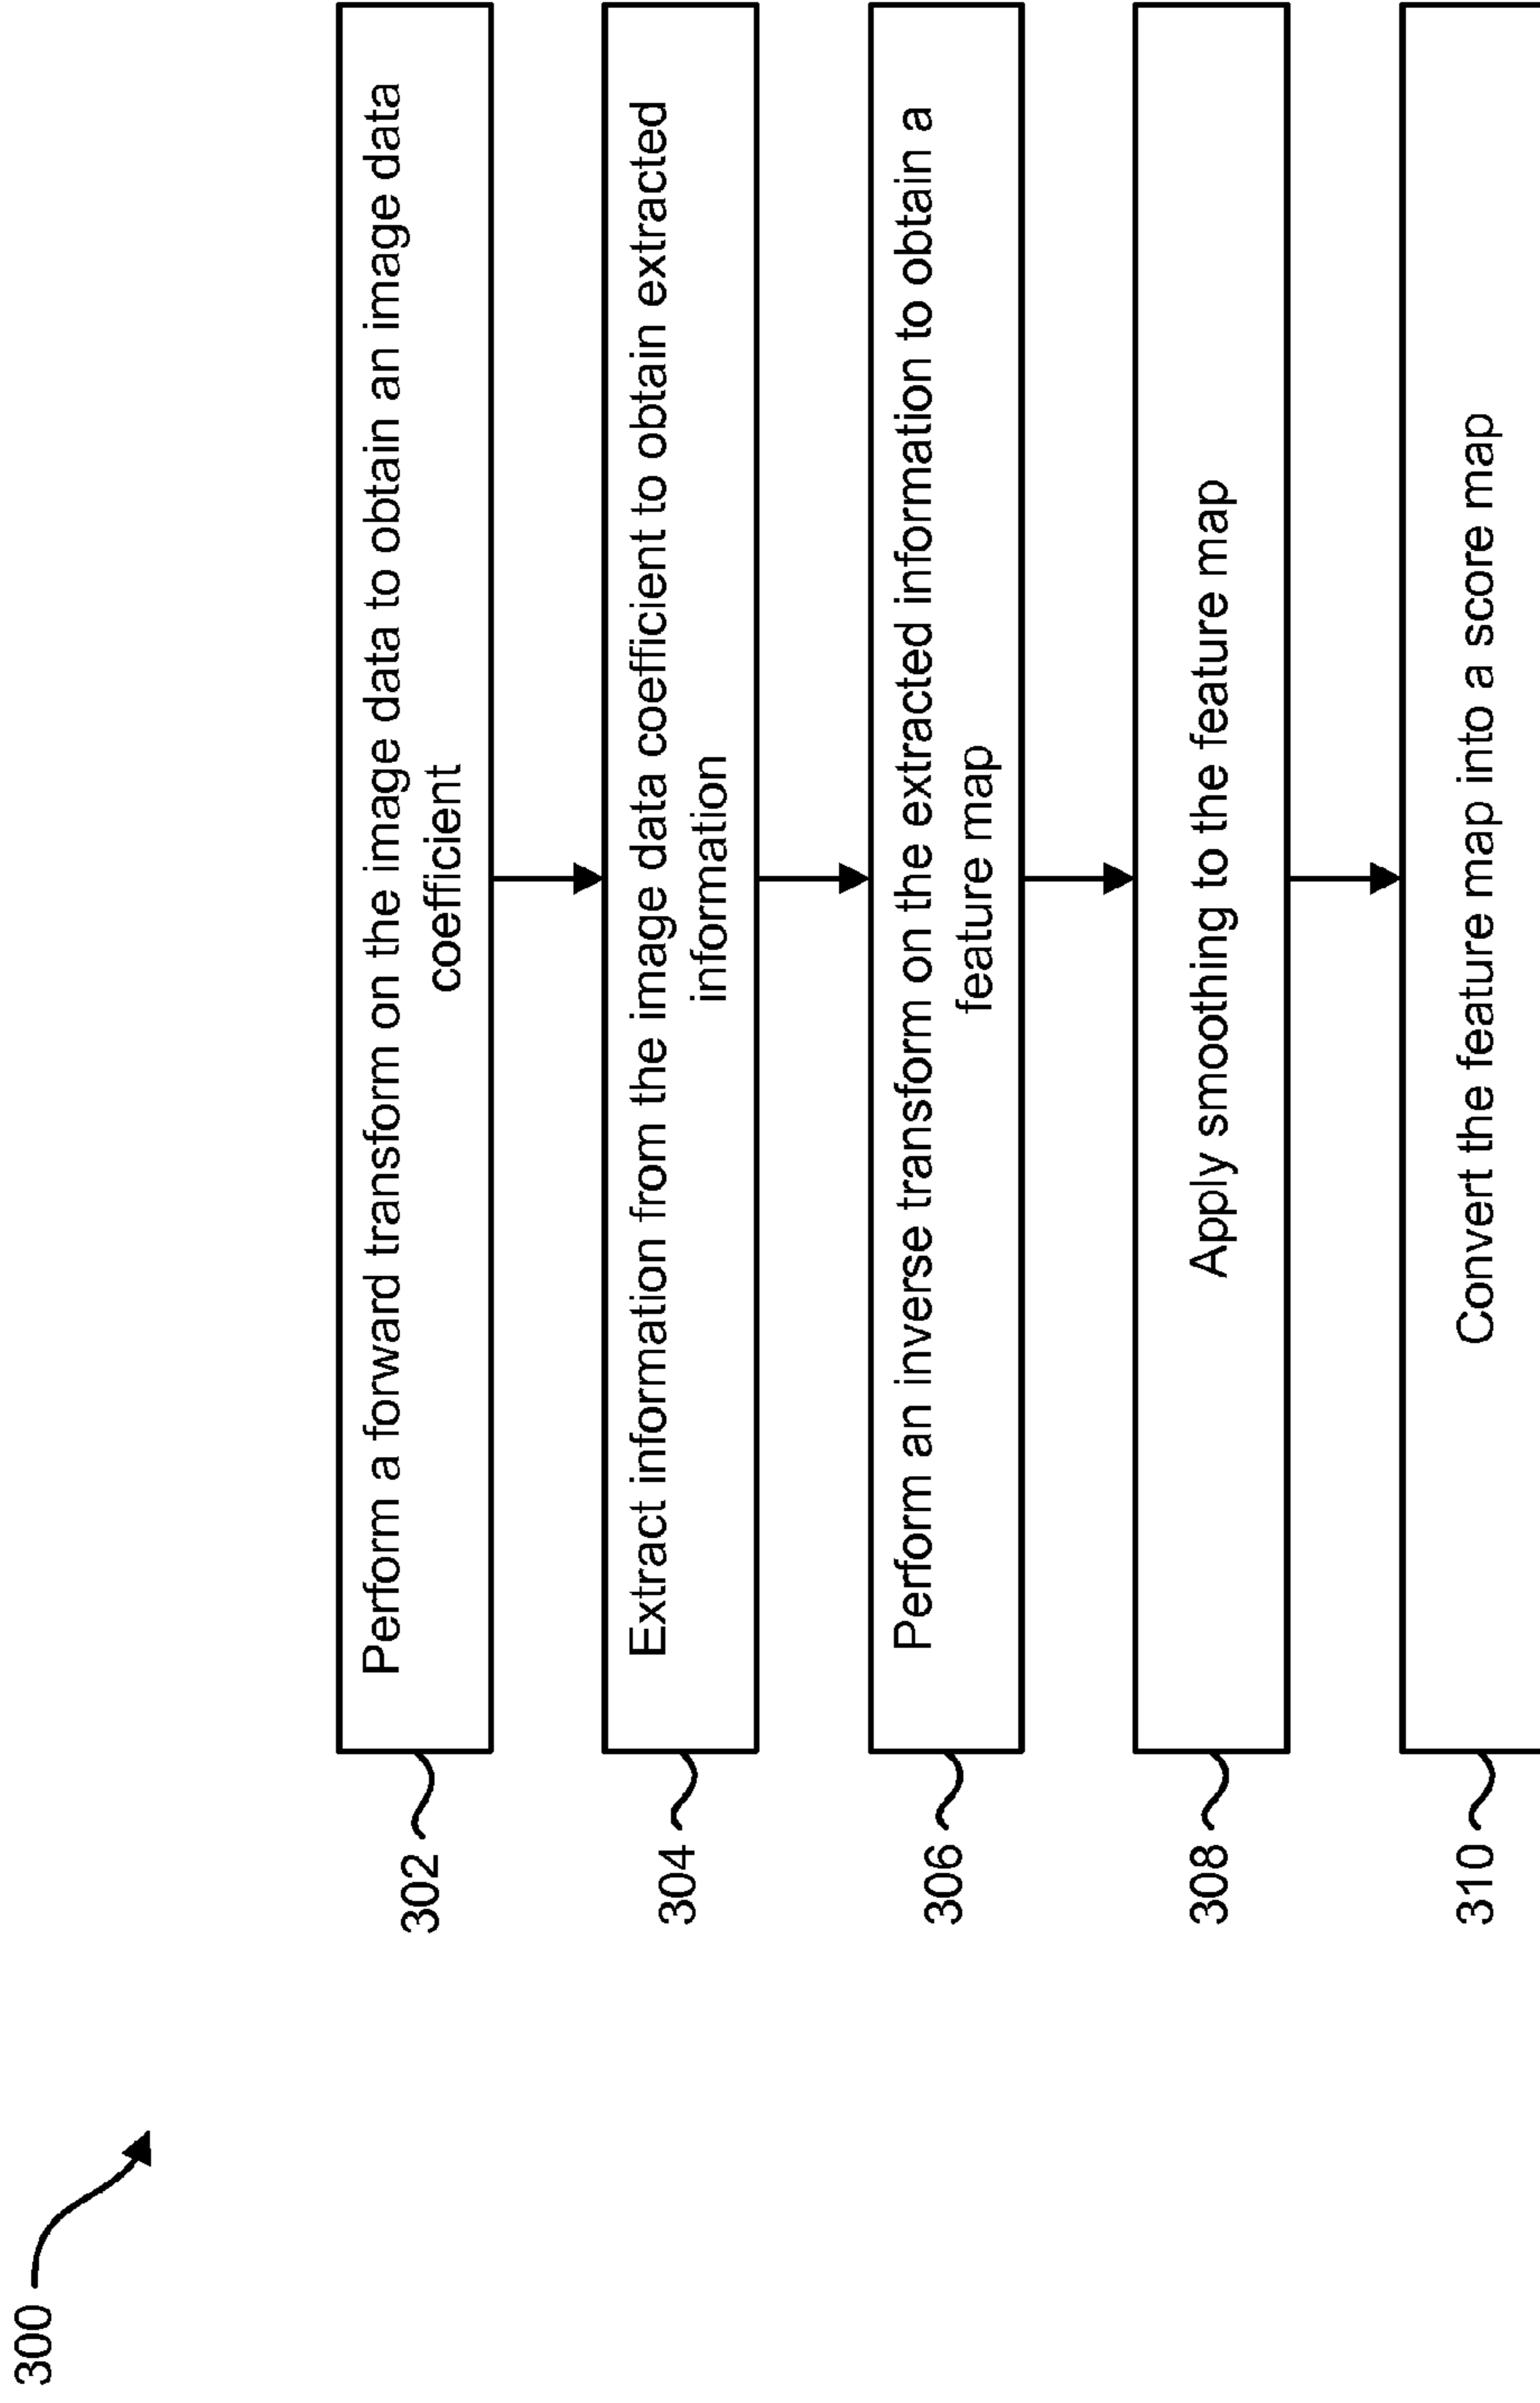 300
302
Perform a forward transform on the image data to obtain an image data
coefficient
304
Extract information from the image data coefficient to obtain extracted
information
306
Perform an inverse transform on the extracted information to obtain a
feature map
308
Apply smoothing to the feature map
310
Convert the feature map into a score map